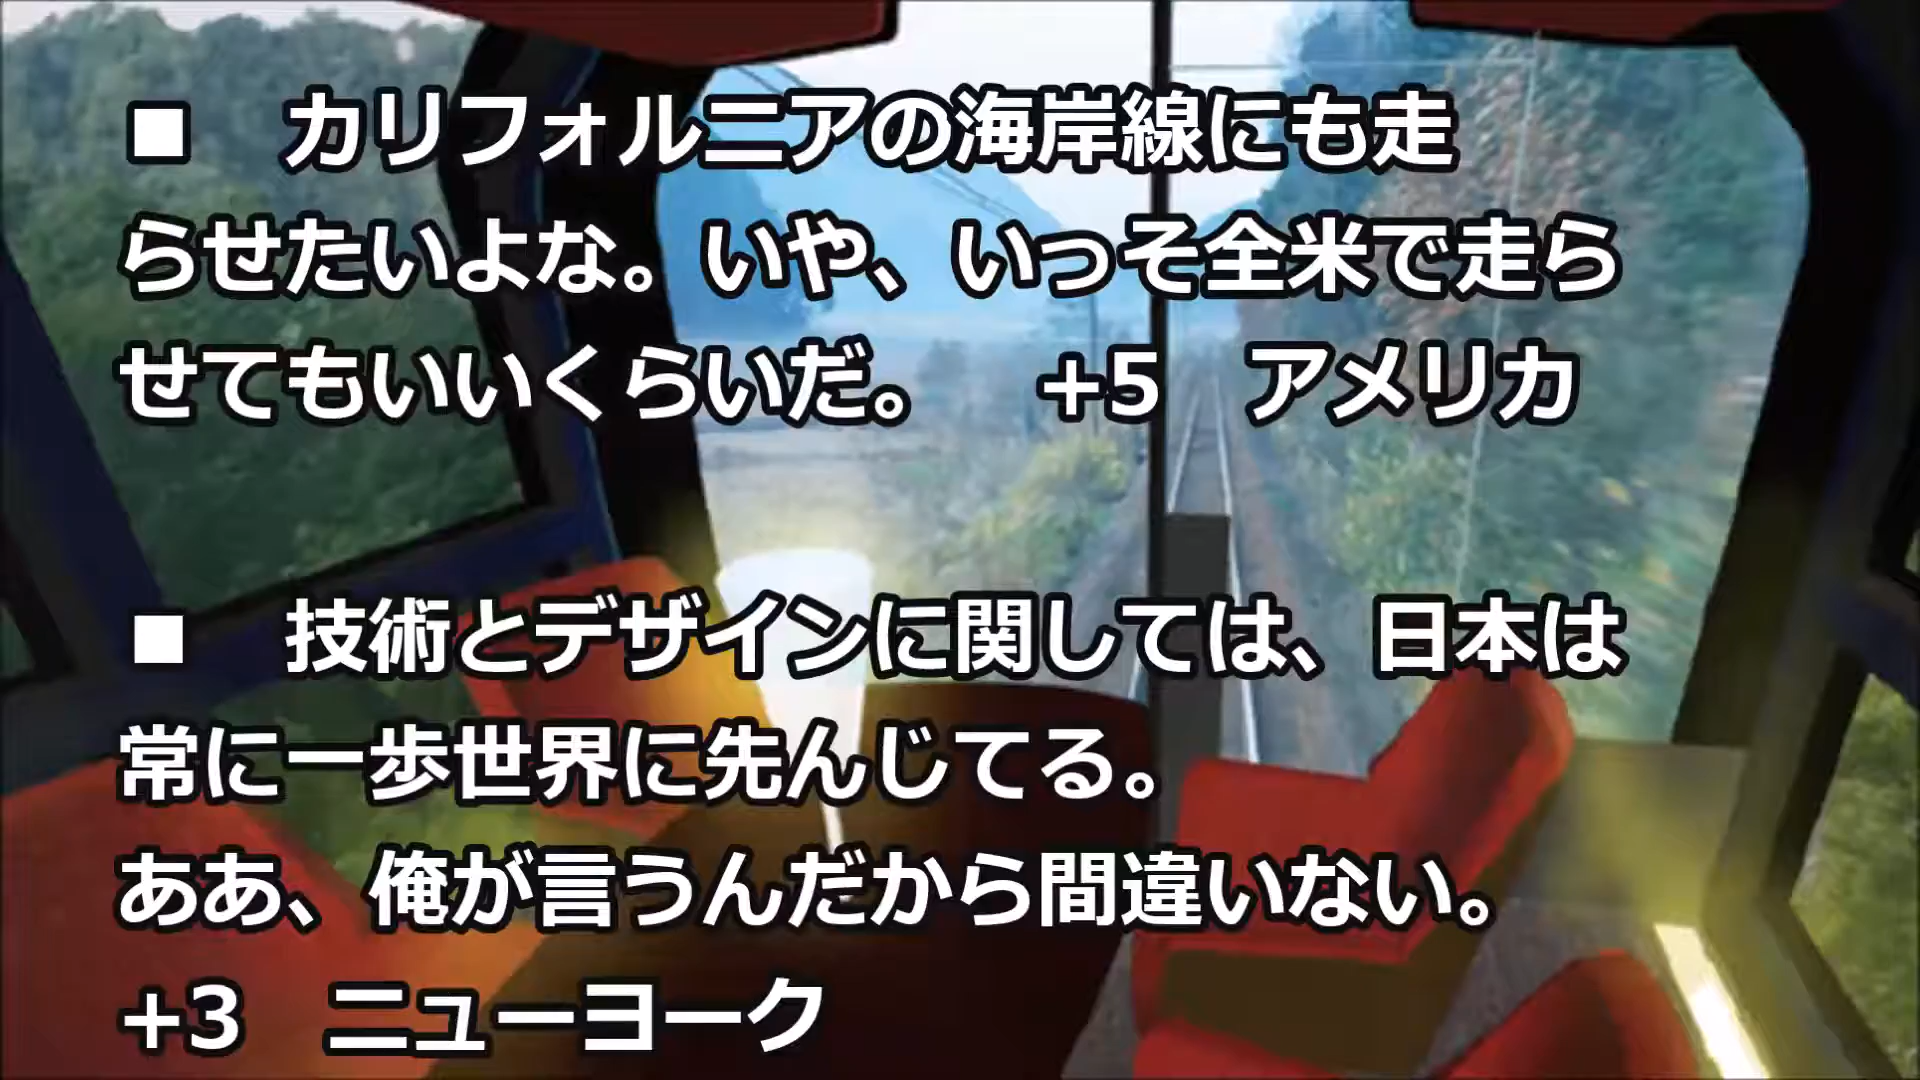 ■　カリフォルニアの海岸線にも走
らせたいよな。いや、いっそ全米で走ら
せてもいいくらいだ。　+5　アメリカ
■　技術とデザインに関しては、日本は
常に一歩世界に先んじてる。
ああ、俺が言うんだから間違いない。
+3　ニューヨーク